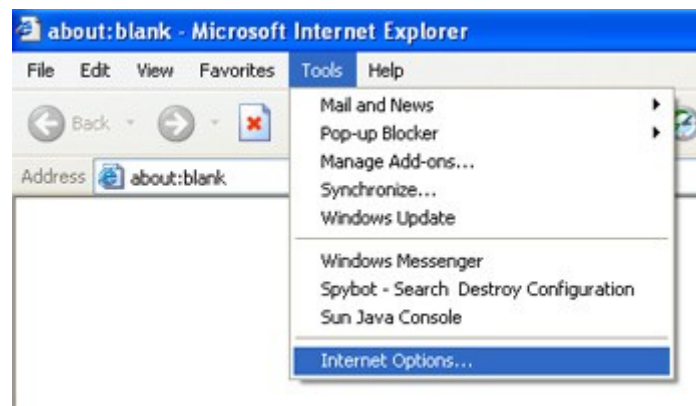 about:blank - Microsoft Internet Explorer
File Edit View Favorites Tools Help
Back
Address about:blank
Mail and News
Pop-up Blocker
Manage Add-ons...
Synchronize...
Windows Update
Windows Messenger
Spybot - Search Destroy Configuration
Sun Java Console
Internet Options...